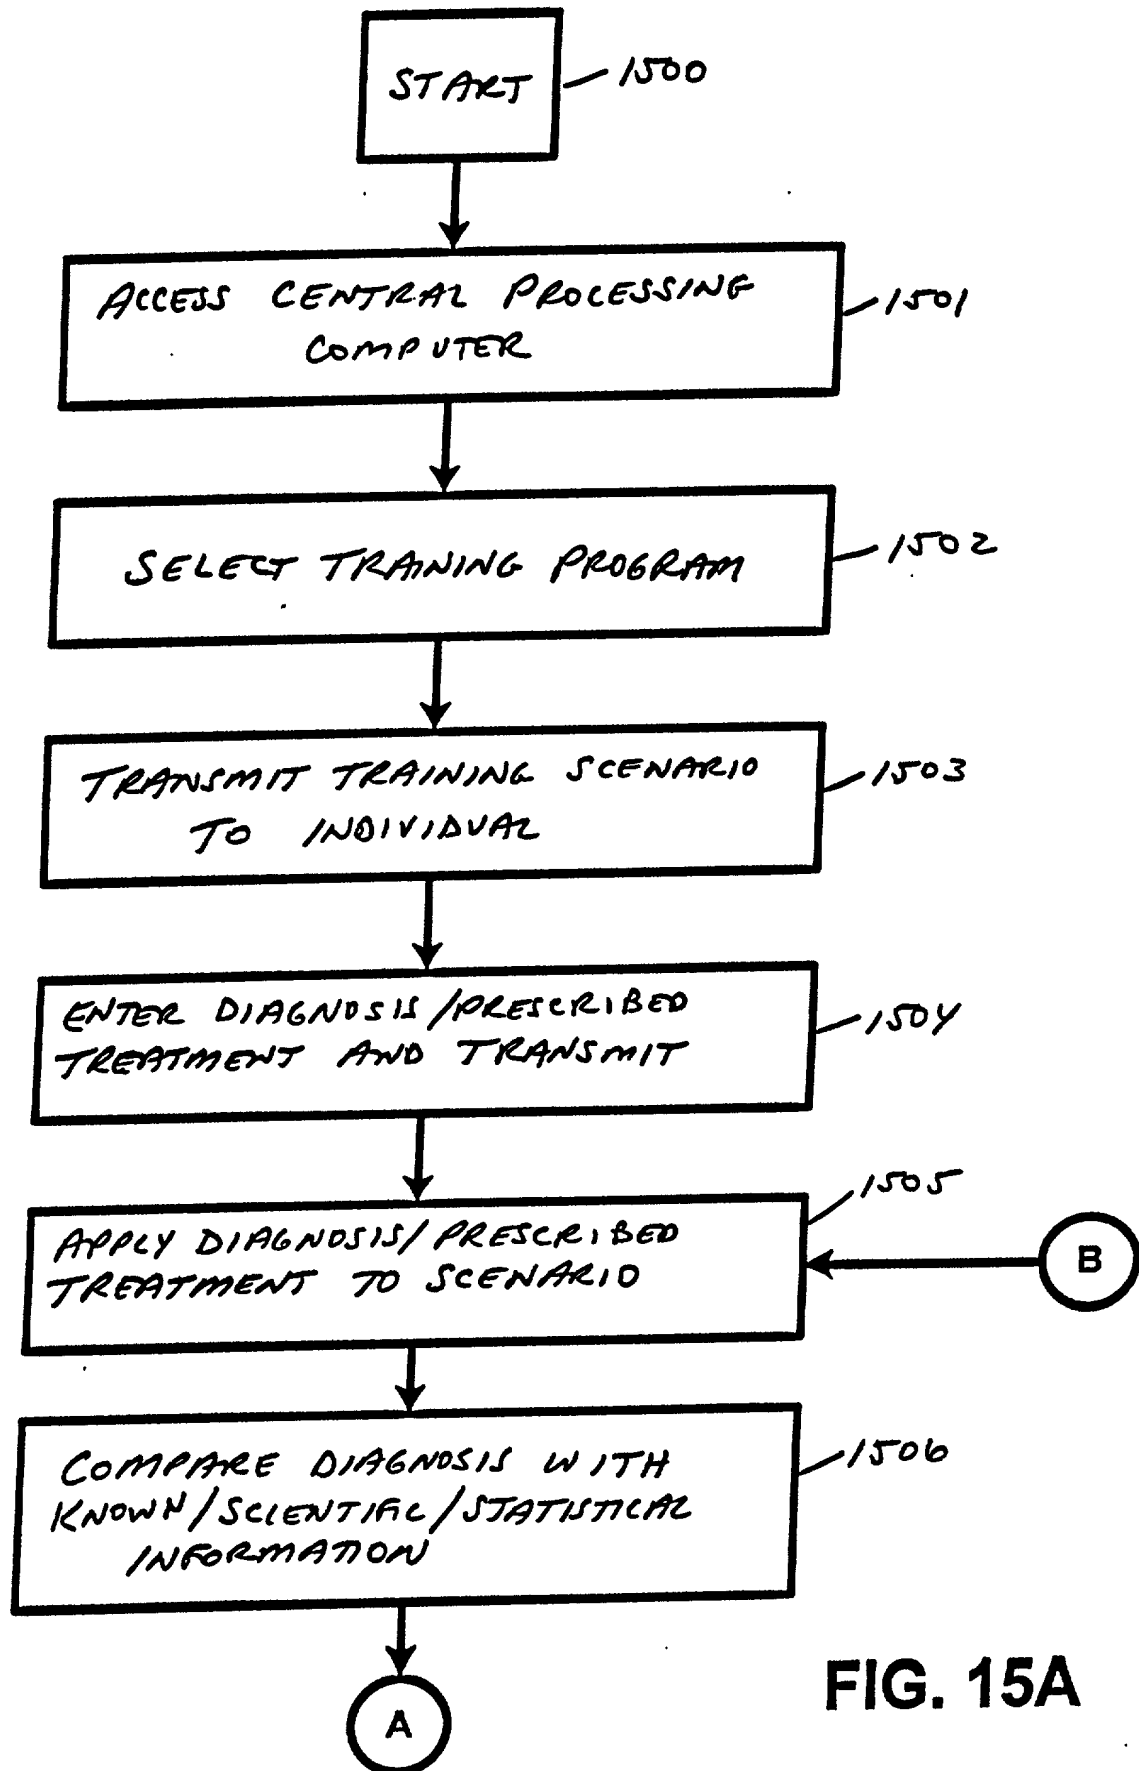 START
1500
ACCESS CENTRAL PROCESSING
COMPUTER
1501
SELECT TRAINING PROGRAM
1502
TRANSMIT TRAINING SCENARIO
TO INDIVIDUAL
1503
ENTER DIAGNOSIS/PRESCRIBED
TREATMENT AND TRANSMIT
1504
APPLY DIAGNOSIS/PRESCRIBED
TREATMENT TO SCENARIO
1505
B
COMPARE DIAGNOSIS WITH
KNOWN/SCIENTIFIC/STATISTICAL
INFORMATION
1506
A
FIG. 15A